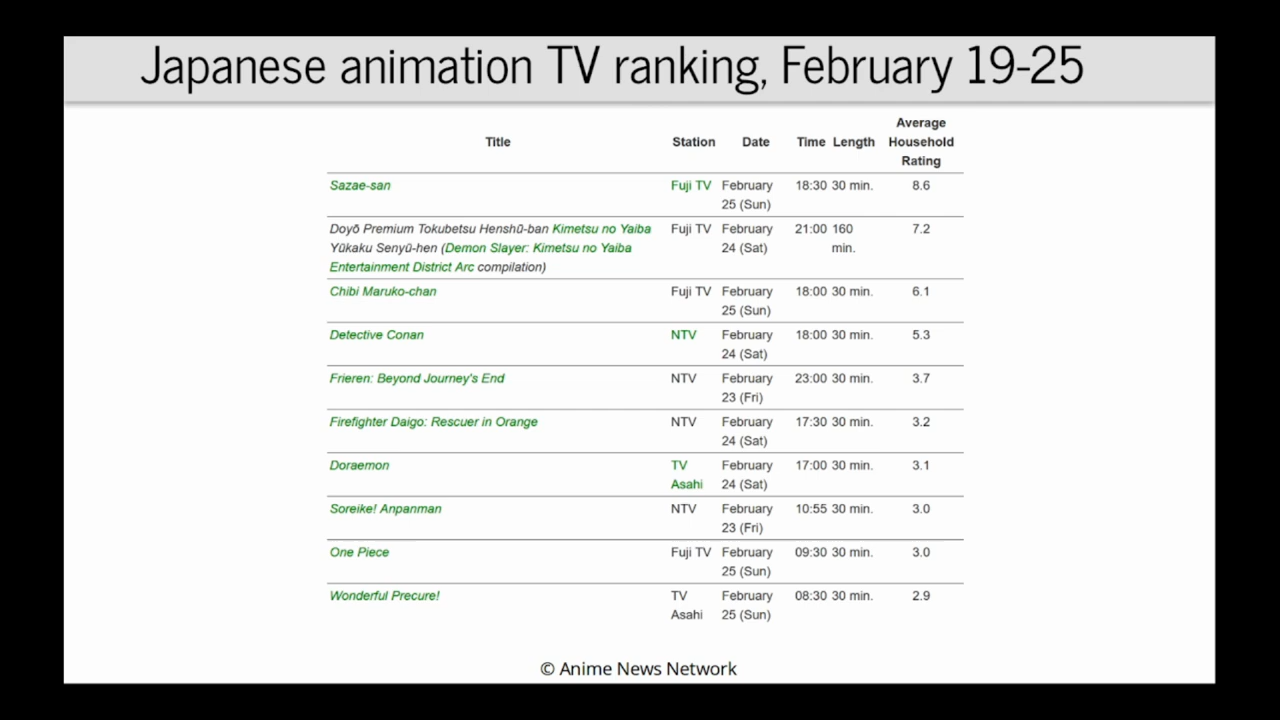 Japanese animation TV ranking, February 19-25
Average
Title Station Date Time Length Household
Rating
Sazae-san Fuji TV February 18:30 30 min. 8.6
25 (Sun)
Doyō Premium Tokubetsu Henshū-ban Kimetsu no Yaiba Fuji TV February 21:00 160 7.2
Yūkaku Senyū-hen (Demon Slayer: Kimetsu no Yaiba 24 (Sat) min.
Entertainment District Arc compilation)
Chibi Maruko-chan Fuji TV February 18:00 30 min. 6.1
25 (Sun)
Detective Conan NTV February 18:00 30 min. 5.3
24 (Sat)
Frieren: Beyond Journey's End NTV February 23:00 30 min. 3.7
23 (Fri)
Firefighter Daigo: Rescuer in Orange NTV February 17:30 30 min. 3.2
24 (Sat)
Doraemon TV February 17:00 30 min. 3.1
Asahi 24 (Sat)
Soreike! Anpanman NTV February 10:55 30 min. 3.0
23 (Fri)
One Piece Fuji TV February 09:30 30 min. 3.0
25 (Sun)
Wonderful Precure! TV February 08:30 30 min. 2.9
Asahi 25 (Sun)
© Anime News Network